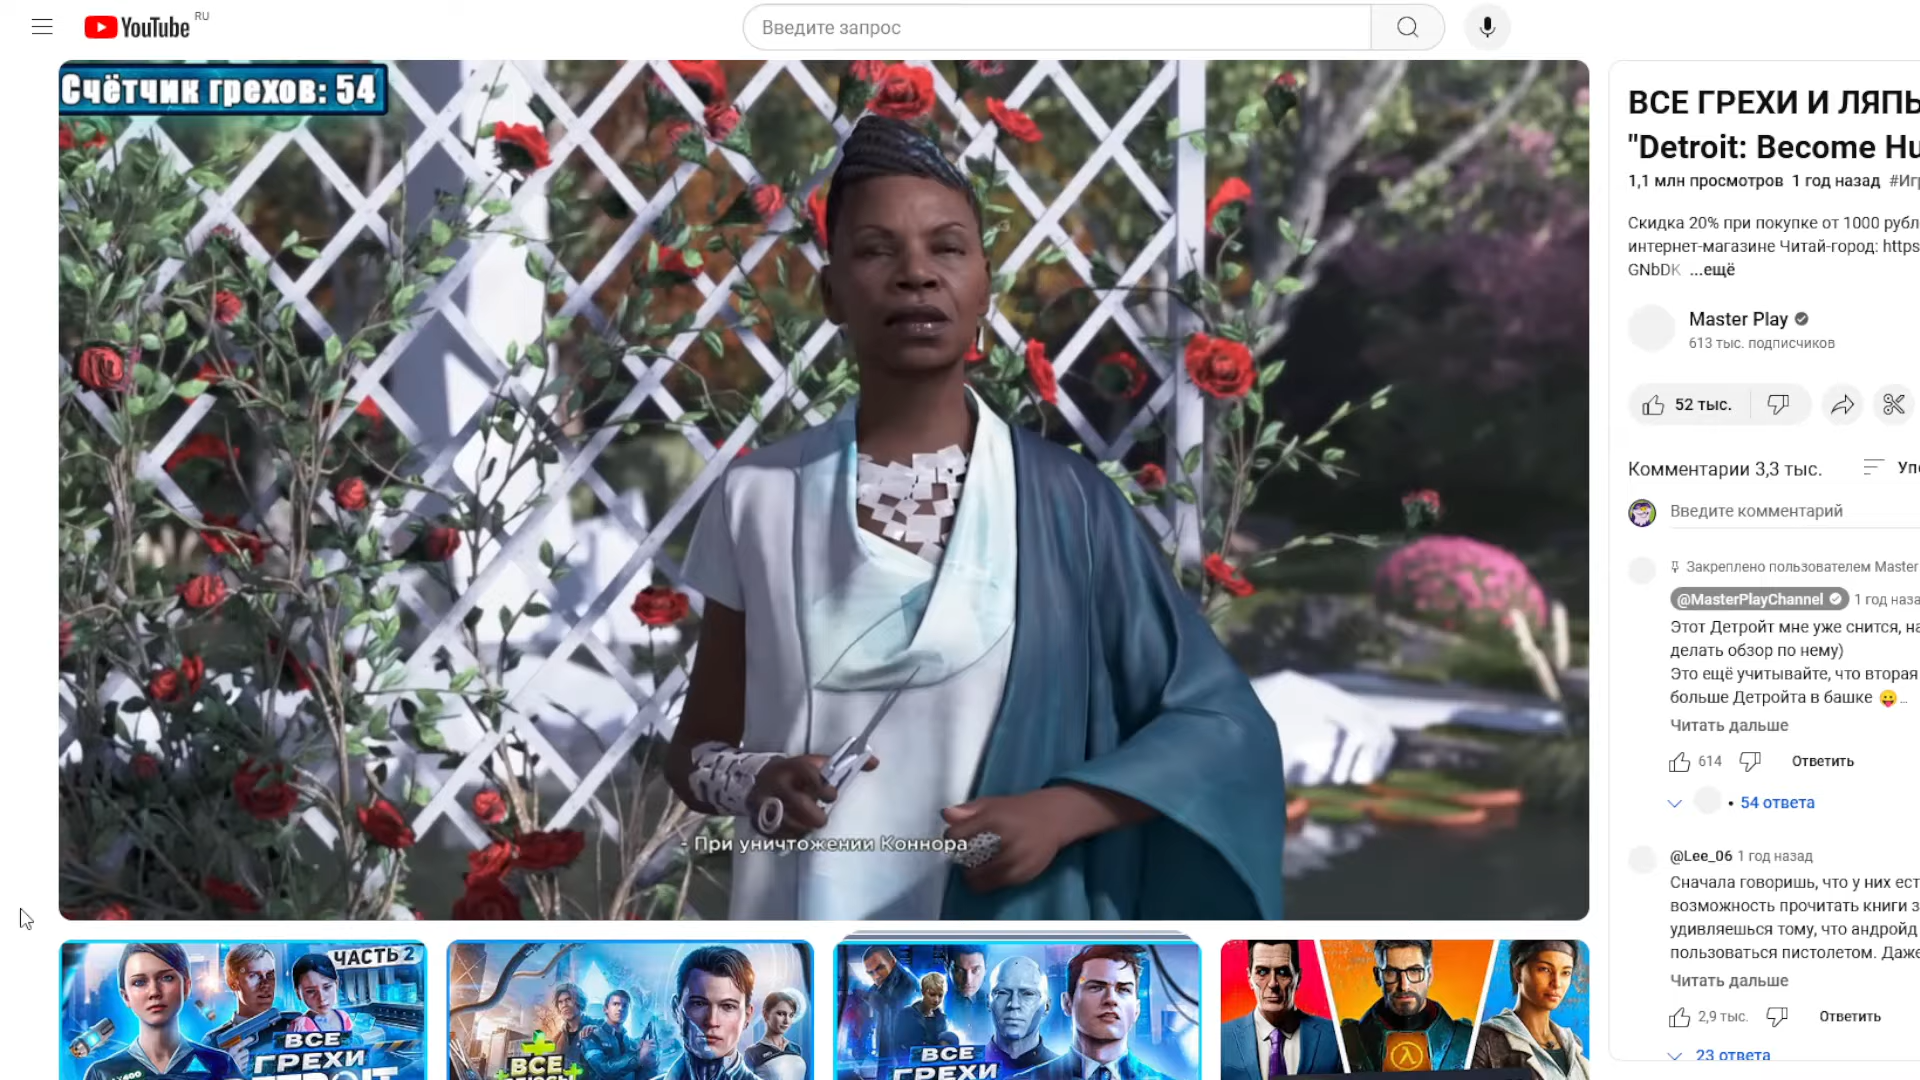 YouTube RU
Введите запрос
Счётчик грехов: 54
- При уничтожении Коннора
ВСЕ ГРЕХИ И ЛЯПЫ
"Detroit: Become Hu
1,1 млн просмотров 1 год назад #Игр
Скидка 20% при покупке от 1000 рубл
интернет-магазине Читай-город: https
GNbDK ...ещё
Master Play
613 тыс. подписчиков
52 тыс.
Комментарии 3,3 тыс.
Упо
Введите комментарий
Закреплено пользователем Master
@MasterPlayChannel 1 год наза
Этот Детройт мне уже снится, на
делать обзор по нему)
Это ещё учитывайте, что вторая
больше Детройта в башке 😛 ..
Читать дальше
614 Ответить
• 54 ответа
@Lee_06 1 год назад
Сначала говоришь, что у них ест
возможность прочитать книги з
удивляешься тому, что андройд
пользоваться пистолетом. Даже
Читать дальше
2,9 тыс. Ответить
23 ответа
ЧАСТЬ 2
ВСЕ
ГРЕХИ
DETROIT
ВСЕ
ПЛЮСЫ
ВСЕ
ГРЕХИ